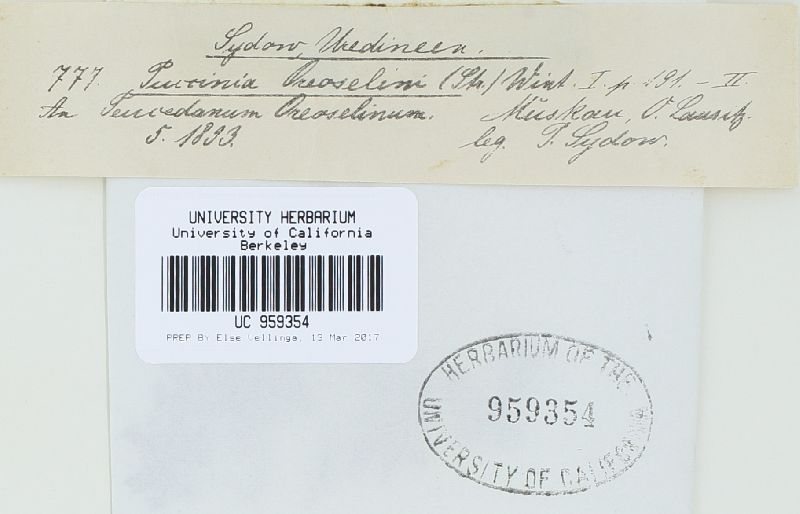 Sydow, Uredineen.
777. Puccinia Oreoselini (Str.) Wint. I. p. 191. - II.
An Peucedanum Oreoselinum. Muskau, O. Lausitz.
5. 1893. leg. P. Sydow.
UNIVERSITY HERBARIUM
University of California
Berkeley
UC 959354
PREP By Else Vellinga, 13 Mar 2017
HERBARIUM OF THE
959354
UNIVERSITY OF CALIFORNIA